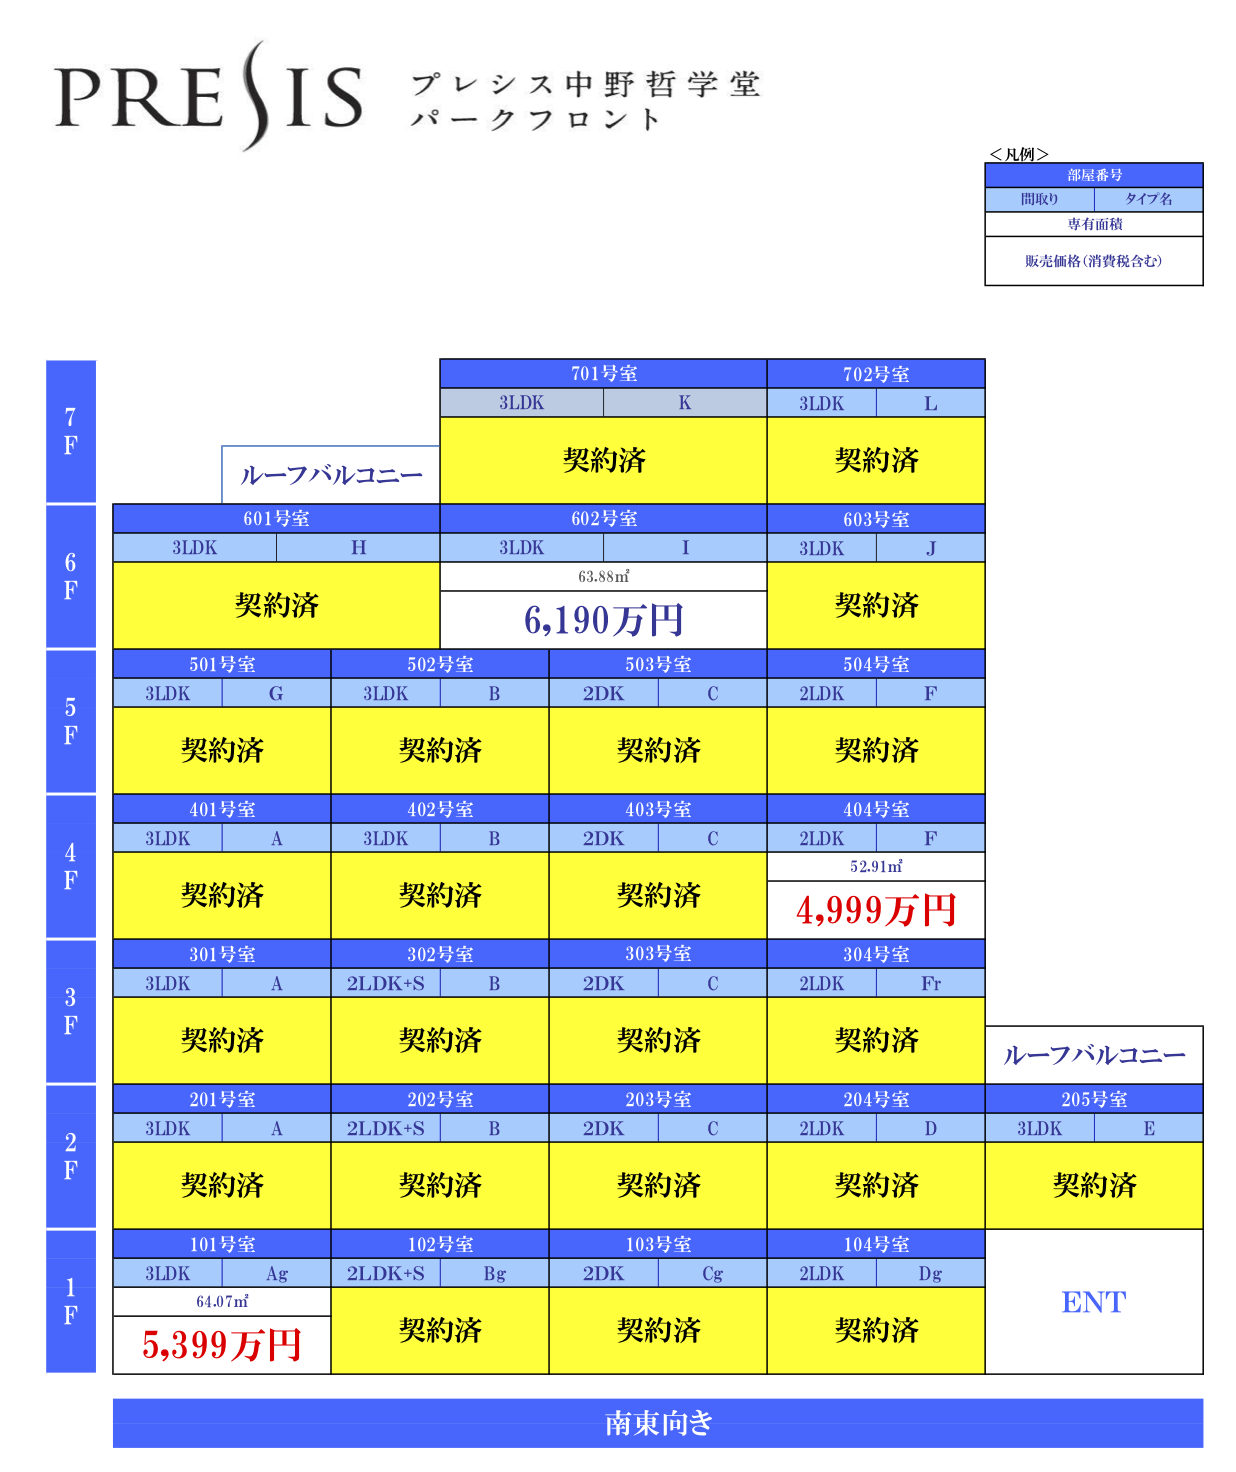 PRESIS
プレシス中野哲学堂
パークフロント
＜凡例＞
部屋番号
間取り タイプ名
専有面積
販売価格（消費税含む）
7F
701号室 702号室
3LDK K 3LDK L
契約済 契約済
ルーフバルコニー
6F
601号室 602号室 603号室
3LDK H 3LDK I 3LDK J
63.88㎡
契約済 6,190万円 契約済
5F
501号室 502号室 503号室 504号室
3LDK G 3LDK B 2DK C 2LDK F
契約済 契約済 契約済 契約済
4F
401号室 402号室 403号室 404号室
3LDK A 3LDK B 2DK C 2LDK F
52.91㎡
契約済 契約済 契約済 4,999万円
3F
301号室 302号室 303号室 304号室
3LDK A 2LDK+S B 2DK C 2LDK Fr
契約済 契約済 契約済 契約済
ルーフバルコニー
2F
201号室 202号室 203号室 204号室 205号室
3LDK A 2LDK+S B 2DK C 2LDK D 3LDK E
契約済 契約済 契約済 契約済 契約済
1F
101号室 102号室 103号室 104号室
3LDK Ag 2LDK+S Bg 2DK Cg 2LDK Dg
64.07㎡
5,399万円 契約済 契約済 契約済
ENT
南東向き